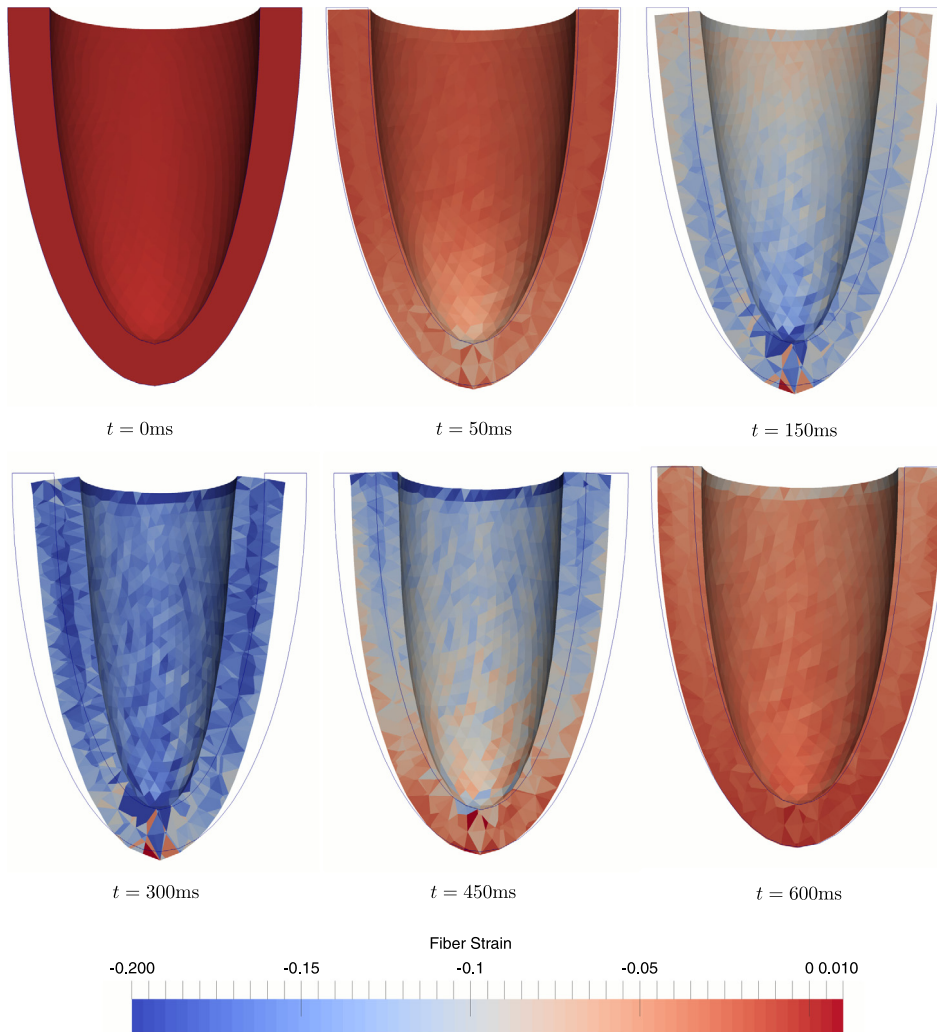 t = 0ms
t = 50ms
t = 150ms
t = 300ms
t = 450ms
t = 600ms
Fiber Strain
-0.200 -0.15 -0.1 -0.05 0 0.010